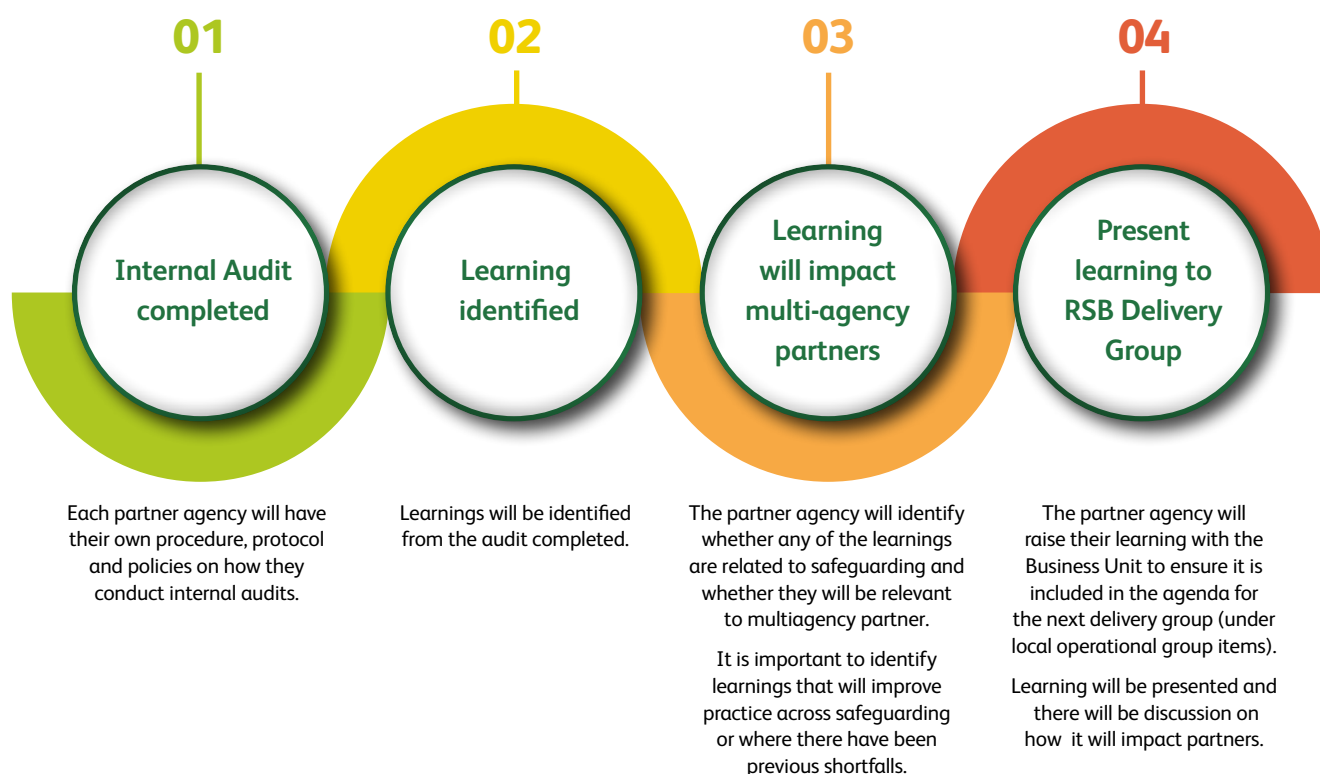 01
Internal Audit
completed
Each partner agency will have
their own procedure, protocol
and policies on how they
conduct internal audits.
02
Learning
identified
Learnings will be identified
from the audit completed.
03
Learning
will impact
multi-agency
partners
The partner agency will identify
whether any of the learnings
are related to safeguarding and
whether they will be relevant
to multiagency partner.
It is important to identify
learnings that will improve
practice across safeguarding
or where there have been
previous shortfalls.
04
Present
learning to
RSB Delivery
Group
The partner agency will
raise their learning with the
Business Unit to ensure it is
included in the agenda for
the next delivery group (under
local operational group items).
Learning will be presented and
there will be discussion on
how it will impact partners.